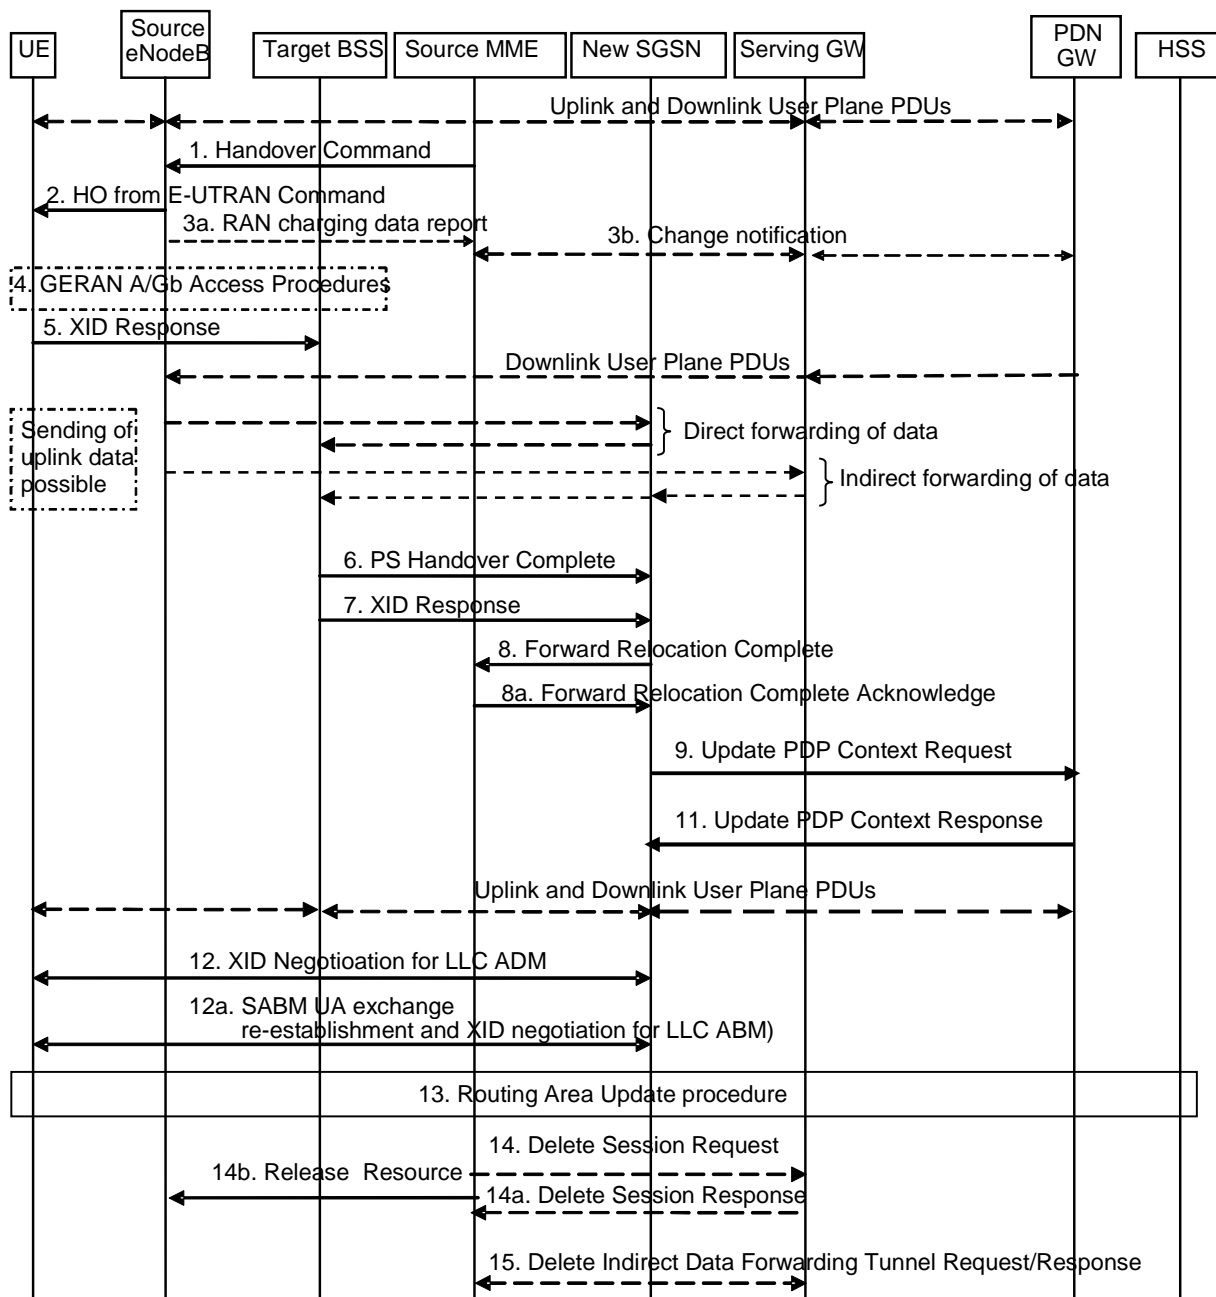 UE
Source
eNodeB
Target BSS
Source MME
New SGSN
Serving GW
PDN
GW
HSS
Uplink and Downlink User Plane PDUs
1. Handover Command
2. HO from E-UTRAN Command
3a. RAN charging data report
3b. Change notification
4. GERAN A/Gb Access Procedures
5. XID Response
Downlink User Plane PDUs
Sending of
uplink data
possible
Direct forwarding of data
Indirect forwarding of data
6. PS Handover Complete
7. XID Response
8. Forward Relocation Complete
8a. Forward Relocation Complete Acknowledge
9. Update PDP Context Request
11. Update PDP Context Response
Uplink and Downlink User Plane PDUs
12. XID Negotioation for LLC ADM
12a. SABM UA exchange
re-establishment and XID negotiation for LLC ABM)
13. Routing Area Update procedure
14. Delete Session Request
14b. Release Resource
14a. Delete Session Response
15. Delete Indirect Data Forwarding Tunnel Request/Response